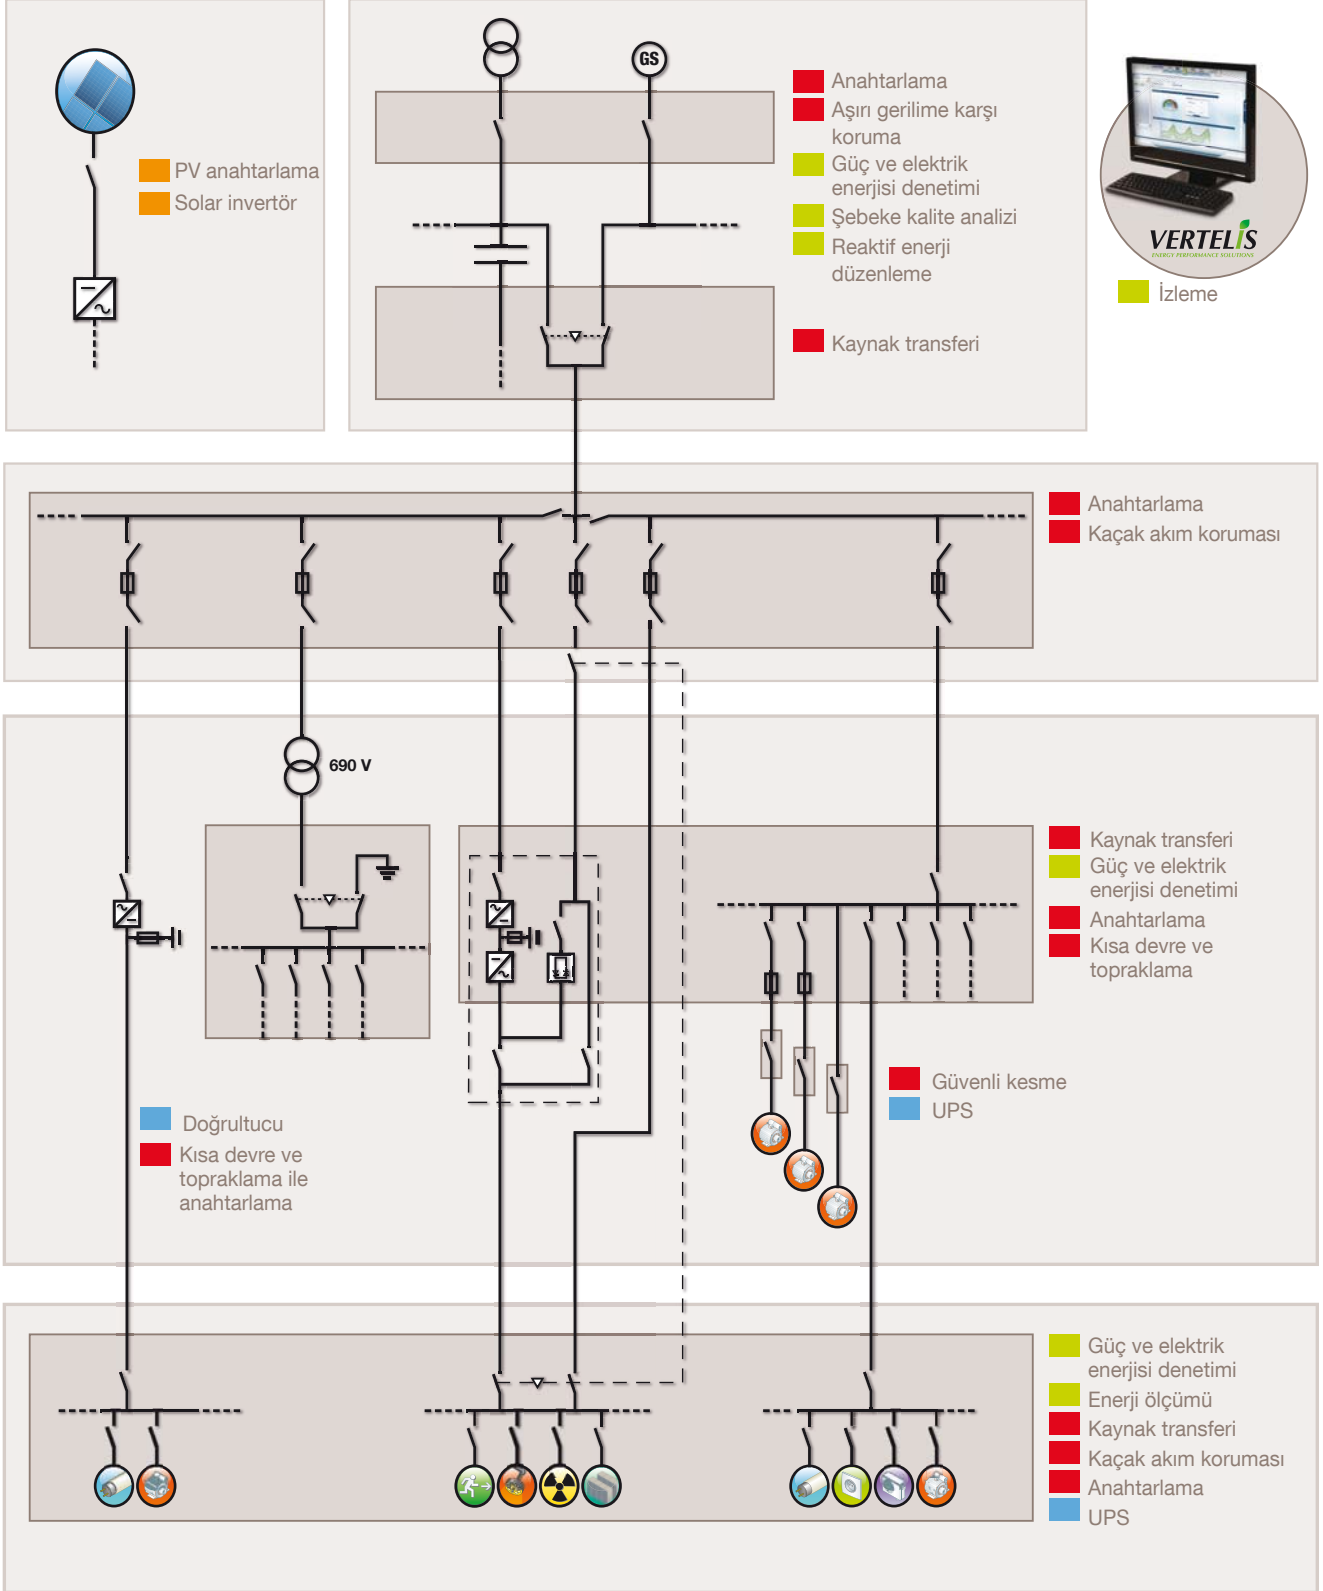 PV anahtarlama
Solar invertör
GS
Anahtarlama
Aşırı gerilime karşı
koruma
Güç ve elektrik
enerjisi denetimi
Şebeke kalite analizi
Reaktif enerji
düzenleme
Kaynak transferi
VERTELIS
ENERGY PERFORMANCE SOLUTIONS
İzleme
Anahtarlama
Kaçak akım koruması
690 V
Kaynak transferi
Güç ve elektrik
enerjisi denetimi
Anahtarlama
Kısa devre ve
topraklama
Güvenli kesme
UPS
Doğrultucu
Kısa devre ve
topraklama ile
anahtarlama
Güç ve elektrik
enerjisi denetimi
Enerji ölçümü
Kaynak transferi
Kaçak akım koruması
Anahtarlama
UPS